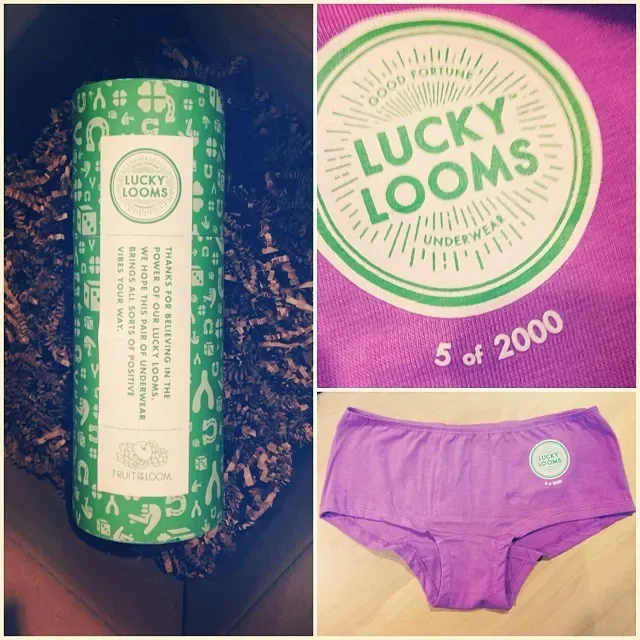 LUCKY
LOOMS
THANKS FOR BELIEVING IN THE
POWER OF OUR LUCKY LOOMS.
WE HOPE THIS PAIR OF UNDERWEAR
BRINGS ALL SORTS OF POSITIVE
VIBES YOUR WAY.
FRUIT OF THE LOOM
GOOD FORTUNE
LUCKY
LOOMS
UNDERWEAR
5 of 2000
LUCKY
LOOMS